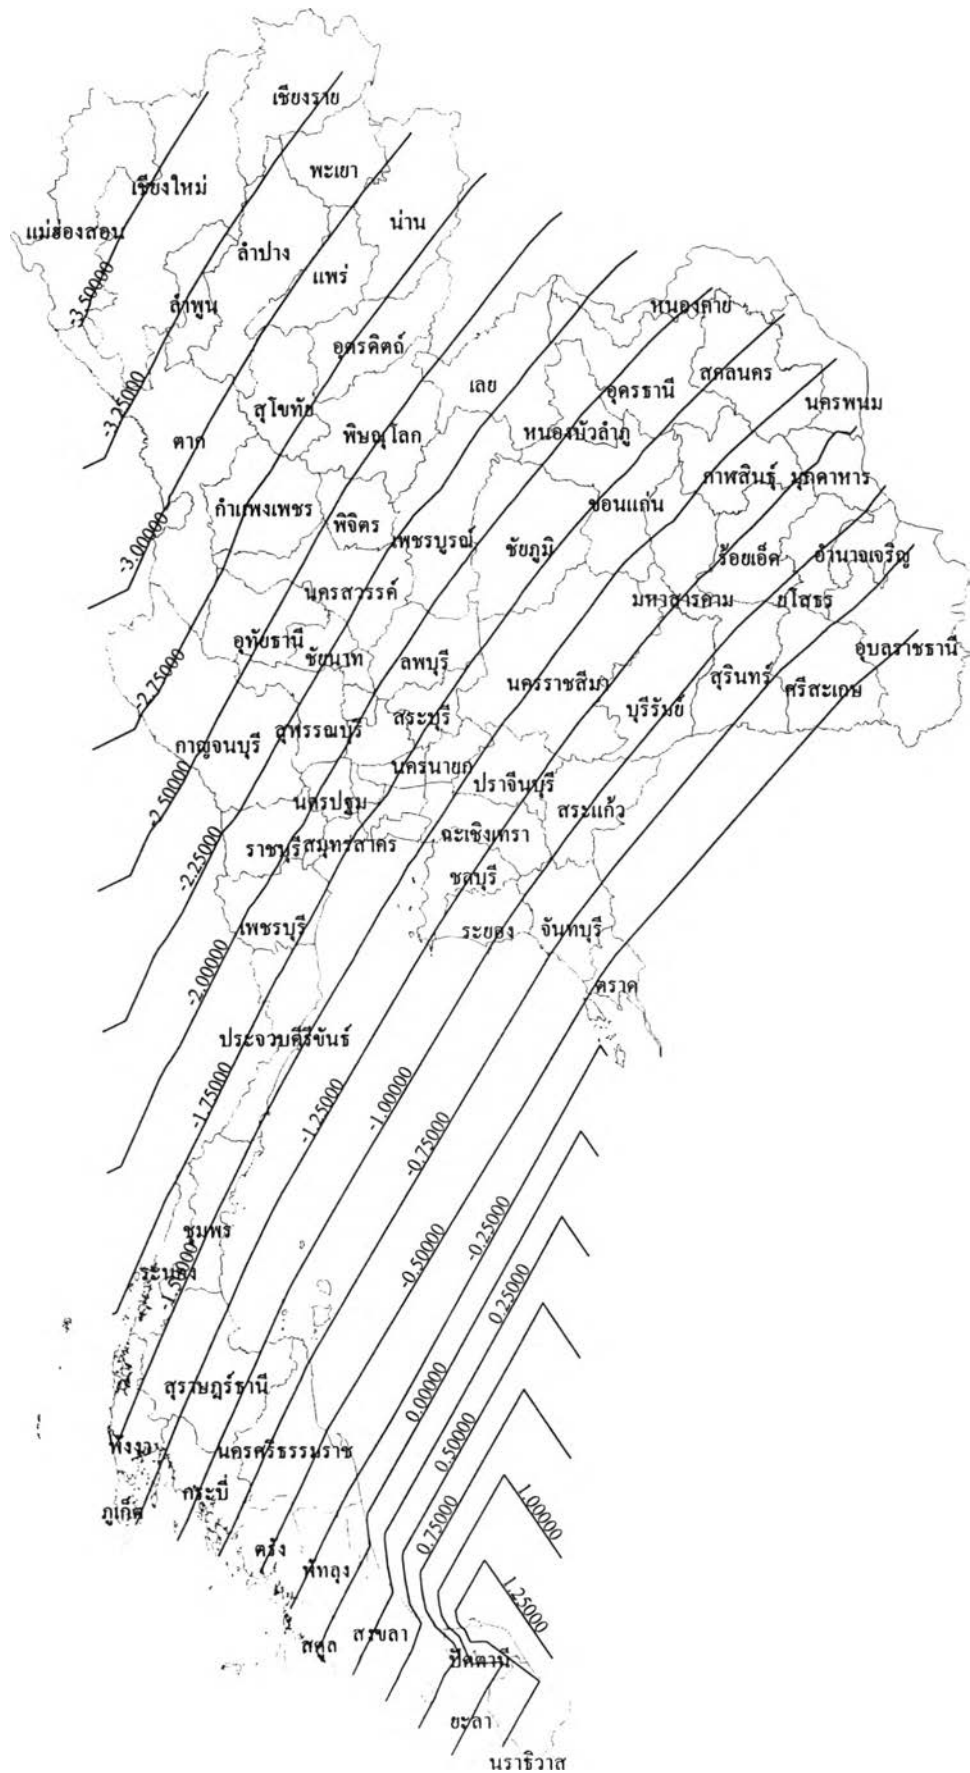 เชียงราย
พะเยา
เชียงใหม่
น่าน
แม่ฮ่องสอน
ลำปาง
แพร่
-3.50000
ลำพูน
หนองคาย
อุตรดิตถ์
สกลนคร
เลย
อุดรธานี
นครพนม
-3.25000
สุโขทัย
ตาก
พิษณุโลก
หนองบัวลำภู
กาฬสินธุ์
มุกดาหาร
กำแพงเพชร
พิจิตร
ขอนแก่น
-3.00000
เพชรบูรณ์
ชัยภูมิ
ร้อยเอ็ด
อำนาจเจริญ
นครสวรรค์
มหาสารคาม
ยโสธร
อุทัยธานี
ชัยนาท
ลพบุรี
อุบลราชธานี
-2.75000
นครราชสีมา
สุรินทร์
ศรีสะเกษ
บุรีรัมย์
สระบุรี
สุพรรณบุรี
กาญจนบุรี
นครนายก
ปราจีนบุรี
-2.50000
นครปฐม
สระแก้ว
ฉะเชิงเทรา
ราชบุรี
สมุทรสาคร
-2.25000
ชลบุรี
เพชรบุรี
ระยอง
จันทบุรี
-2.00000
ตราด
ประจวบคีรีขันธ์
-1.75000
-1.25000
-1.00000
-0.75000
ชุมพร
-0.25000
-0.50000
ระนอง
-1.50000
0.25000
สุราษฎร์ธานี
0.00000
0.50000
พังงา
นครศรีธรรมราช
กระบี่
ภูเก็ต
0.75000
1.00000
ตรัง
พัทลุง
1.25000
สตูล
สงขลา
ปัตตานี
ยะลา
นราธิวาส